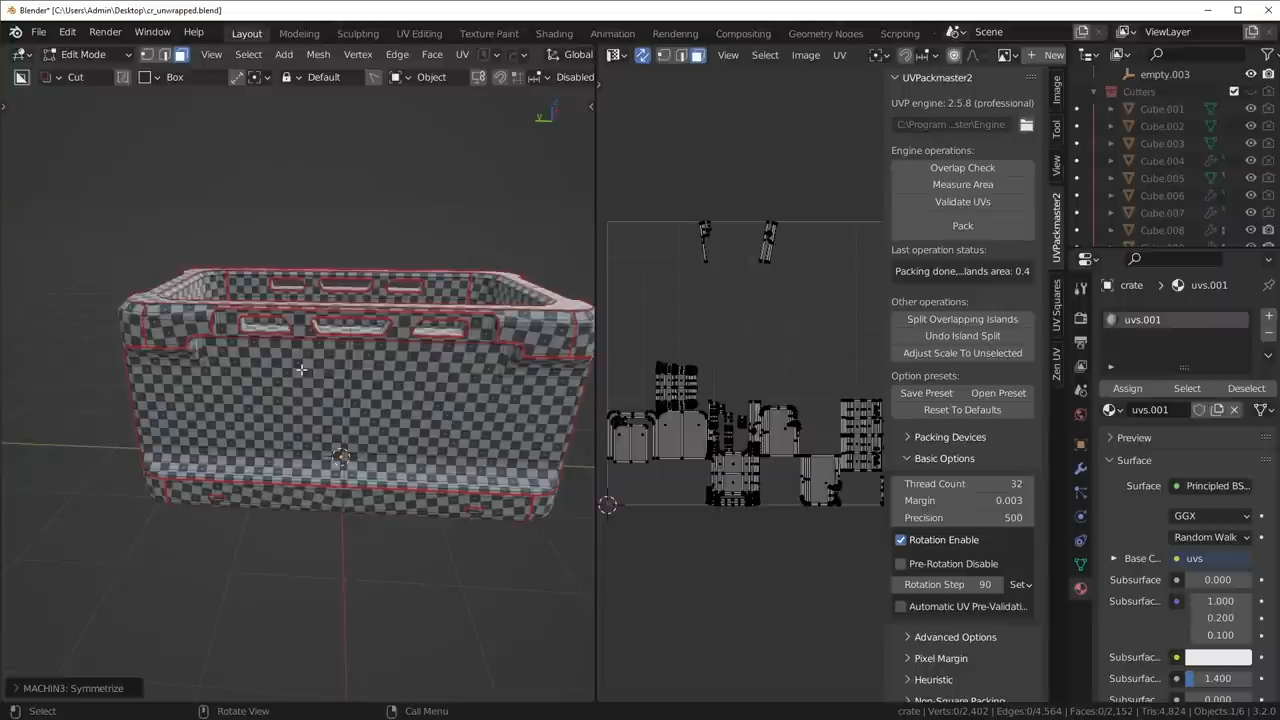 Blender* [C:\Users\Admin\Desktop\cr_unwrapped.blend]
File Edit Render Window Help Layout Modeling Sculpting UV Editing Texture Paint Shading Animation Rendering Compositing Geometry Nodes Scripting Scene ViewLayer
Edit Mode View Select Add Mesh Vertex Edge Face UV Global View Select Image UV New
Cut Box Default Object Disabled
empty.003
Cutters
Cube.001
Cube.002
Cube.003
Cube.004
Cube.005
Cube.006
Cube.007
Cube.008
y
UVPackmaster2
UVP engine: 2.5.8 (professional)
C:\Program ...ster\Engine
Engine operations:
Overlap Check
Measure Area
Validate UVs
Pack
Last operation status:
Packing done,...lands area: 0.4
Other operations:
Split Overlapping Islands
Undo Island Split
Adjust Scale To Unselected
Option presets:
Save Preset Open Preset
Reset To Defaults
Packing Devices
Basic Options
Thread Count 32
Margin 0.003
Precision 500
Rotation Enable
Pre-Rotation Disable
Rotation Step 90 Set
Automatic UV Pre-Validati...
Advanced Options
Pixel Margin
Heuristic
Non-Square Packing
Image
Tool
View
UVPackmaster2
UV Squares
Zen UV
crate uvs.001
uvs.001
Assign Select Deselect
uvs.001
Preview
Surface
Surface Principled BS...
GGX
Random Walk
Base C... uvs
Subsurface 0.000
Subsurfac... 1.000
0.200
0.100
Subsurfac...
Subsurfac... 1.400
Subsurfac... 0.000
MACHIN3: Symmetrize
Select Rotate View Call Menu crate | Verts:0/2,402 | Edges:0/4,564 | Faces:0/2,152 | Tris:4,824 | Objects:1/6 | 3.2.0